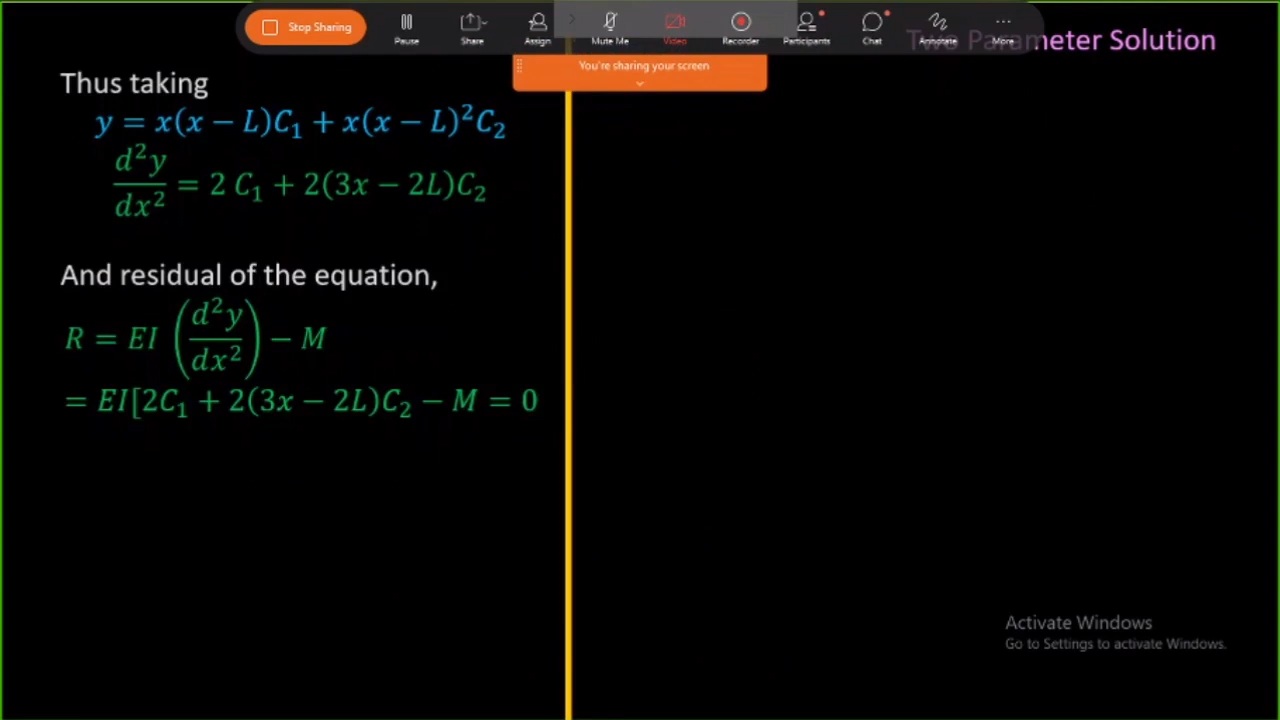 Stop Sharing
Pause
Share
Assign
Mute Me
Video
Recorder
Participants
Chat
Annotate
More
You're sharing your screen
Two Parameter Solution
Thus taking
y = x(x − L)C₁ + x(x − L)²C₂
d²y/dx² = 2 C₁ + 2(3x − 2L)C₂
And residual of the equation,
R = EI (d²y/dx²) − M
= EI[2C₁ + 2(3x − 2L)C₂ − M = 0
Activate Windows
Go to Settings to activate Windows.